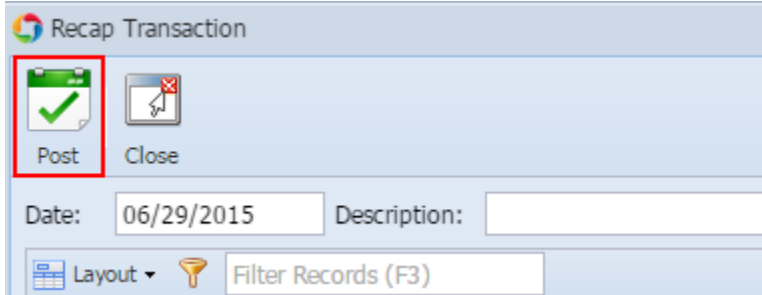 Recap Transaction
Post Close
Date: 06/29/2015 Description:
Layout Filter Records (F3)